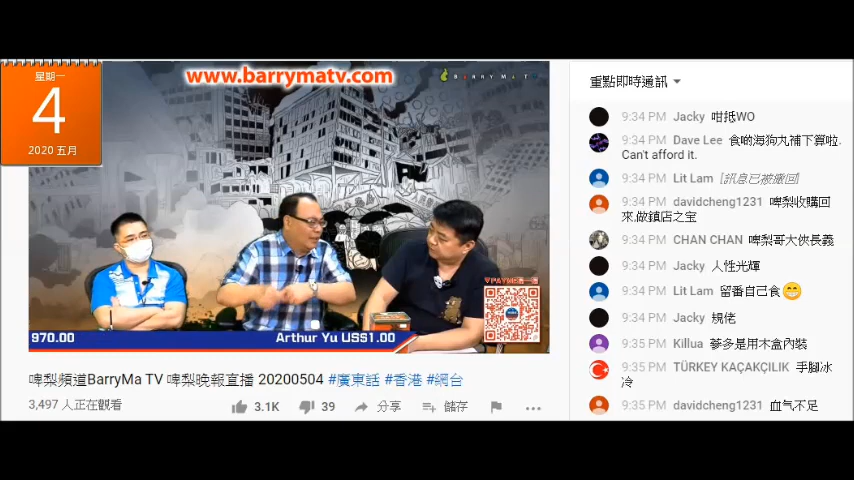 www.barrymatv.com
BARRY MA TV
星期一
4
2020 五月
970.00
Arthur Yu US$1.00
啤梨頻道BarryMa TV 啤梨晚報直播 20200504 #廣東話 #香港 #網台
3,497 人正在觀看
3.1K
39
分享
儲存
重點即時通訊
9:34 PM Jacky 咁抵WO
9:34 PM Dave Lee 食啲海狗丸補下算啦.
Can't afford it.
9:34 PM Lit Lam [訊息已被撤回]
9:34 PM davidcheng1231 啤梨收購回
來,做鎮店之宝
9:34 PM CHAN CHAN 啤梨哥大俠長義
9:34 PM Jacky 人性光輝
9:34 PM Lit Lam 留番自己食
9:34 PM Jacky 規佬
9:35 PM Killua 蔘多是用木盒內裝
9:35 PM TÜRKEY KAÇAKÇILIK 手腳冰
冷
9:35 PM davidcheng1231 血气不足